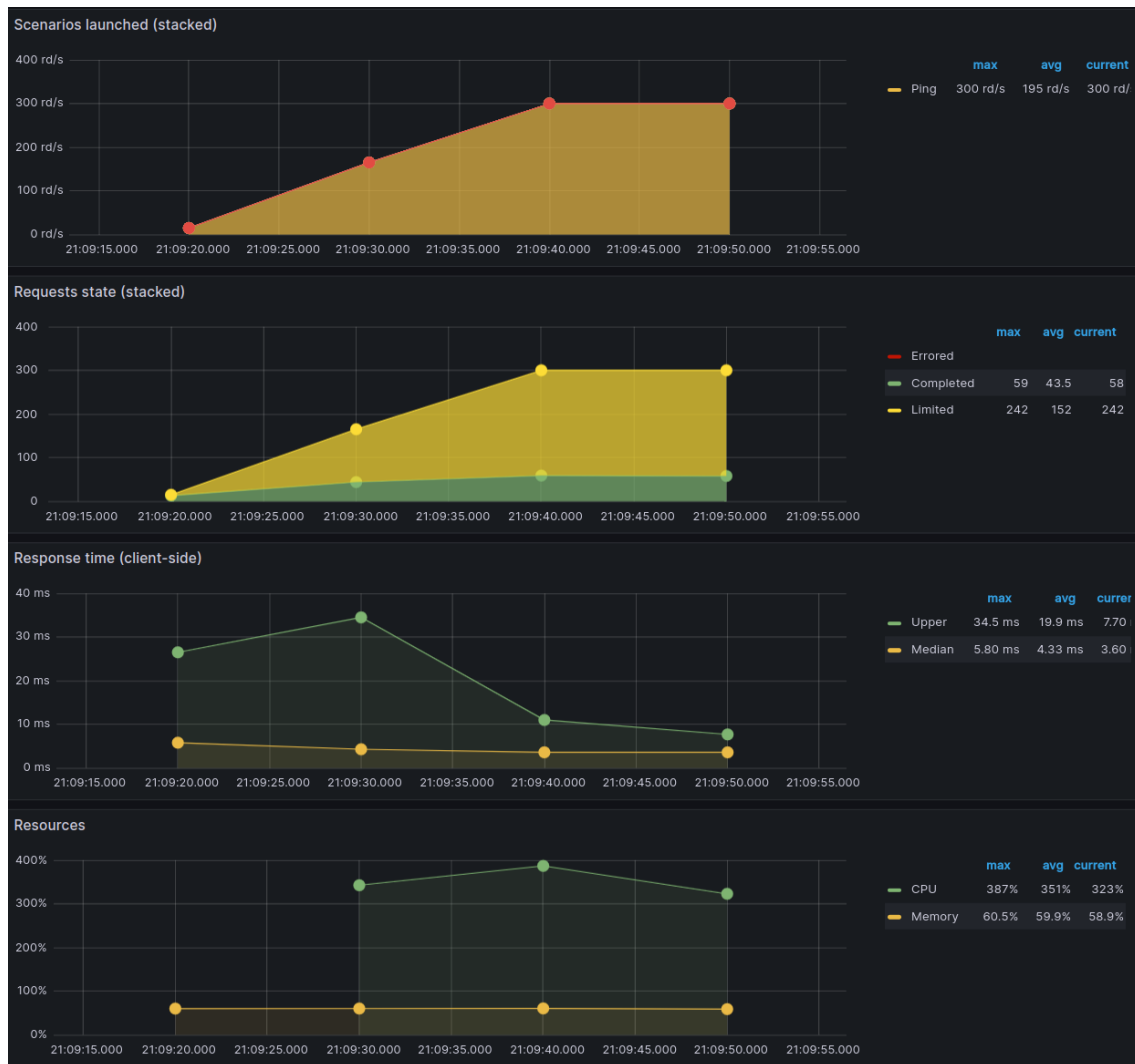 Scenarios launched (stacked)
400 rd/s
300 rd/s
200 rd/s
100 rd/s
0 rd/s
21:09:15.000 21:09:20.000 21:09:25.000 21:09:30.000 21:09:35.000 21:09:40.000 21:09:45.000 21:09:50.000 21:09:55.000
max avg current
Ping 300 rd/s 195 rd/s 300 rd/
Requests state (stacked)
400
300
200
100
0
21:09:15.000 21:09:20.000 21:09:25.000 21:09:30.000 21:09:35.000 21:09:40.000 21:09:45.000 21:09:50.000 21:09:55.000
max avg current
Errored
Completed 59 43.5 58
Limited 242 152 242
Response time (client-side)
40 ms
30 ms
20 ms
10 ms
0 ms
21:09:15.000 21:09:20.000 21:09:25.000 21:09:30.000 21:09:35.000 21:09:40.000 21:09:45.000 21:09:50.000 21:09:55.000
max avg currer
Upper 34.5 ms 19.9 ms 7.70
Median 5.80 ms 4.33 ms 3.60
Resources
400%
300%
200%
100%
0%
21:09:15.000 21:09:20.000 21:09:25.000 21:09:30.000 21:09:35.000 21:09:40.000 21:09:45.000 21:09:50.000 21:09:55.000
max avg current
CPU 387% 351% 323%
Memory 60.5% 59.9% 58.9%